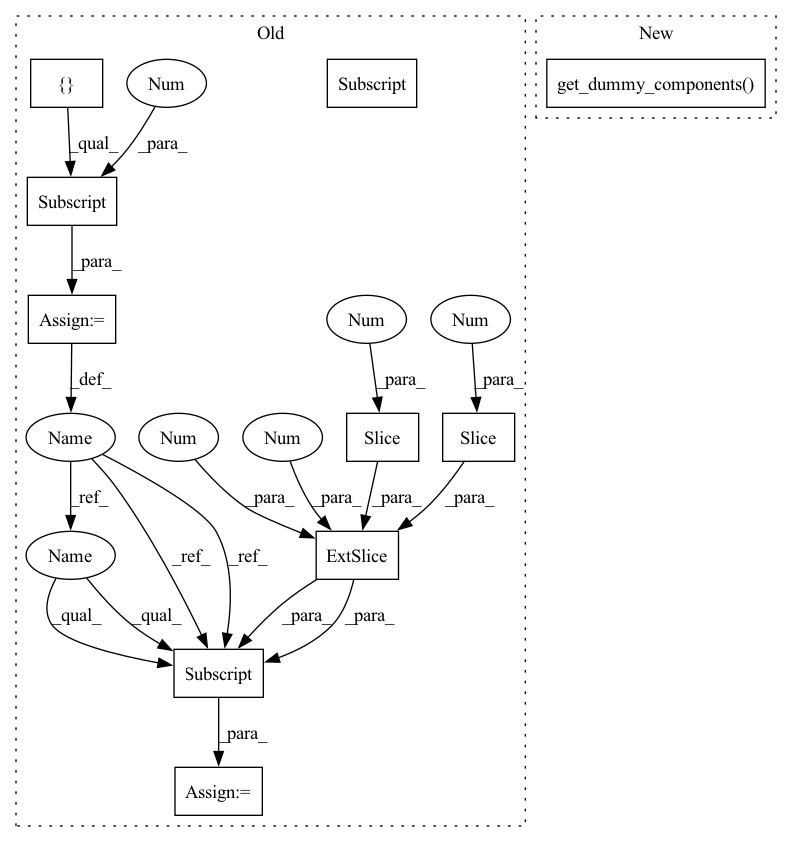 Old
New
{}
Num
Subscript
get_dummy_components()
_qual_
_para_
Subscript
_para_
Assign:=
Num
Num
_def_
_para_
_para_
Name
Num
Num
Slice
Slice
_ref_
_para_
_para_
_para_
_para_
Name
_ref_
_ref_
ExtSlice
_qual_
_qual_
_para_
_para_
Subscript
_para_
Assign:=